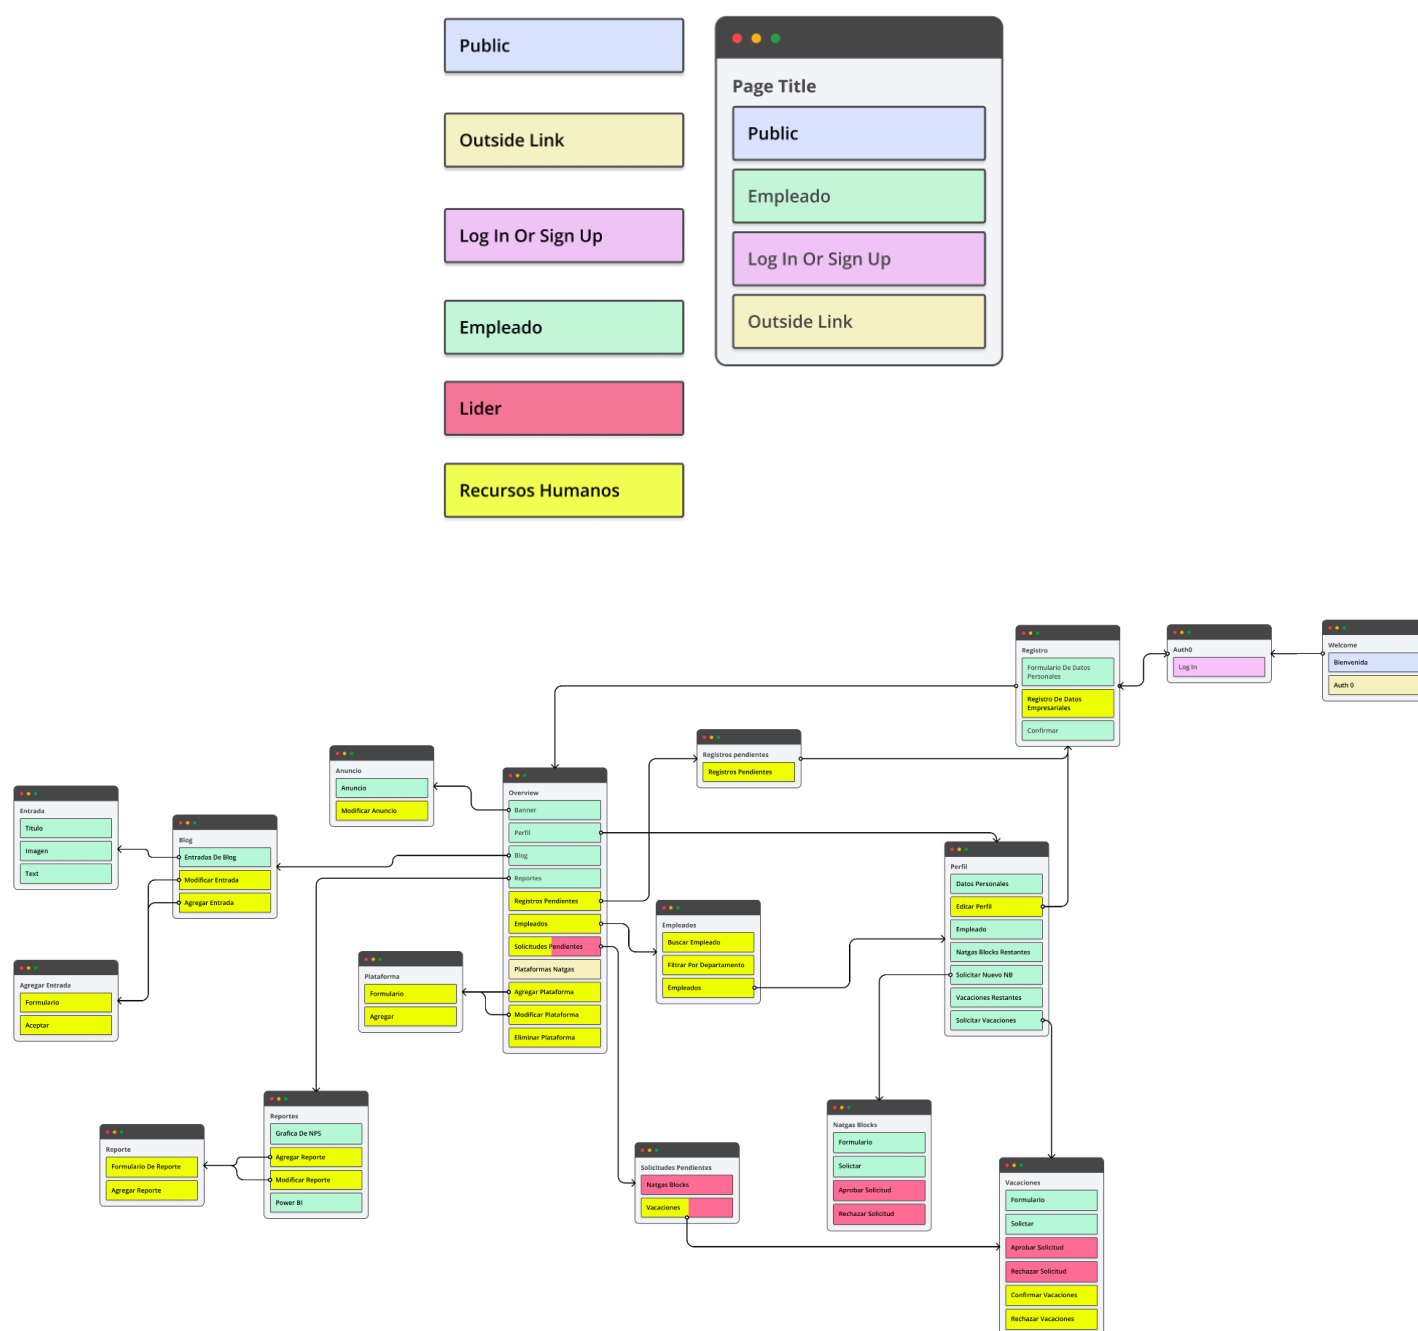 Public
Outside Link
Log In Or Sign Up
Empleado
Lider
Recursos Humanos
Page Title
Public
Empleado
Log In Or Sign Up
Outside Link
Welcome
Bienvenida
Auth 0
Auth0
Log In
Registro
Formulario De Datos
Personales
Registro De Datos
Empresariales
Confirmar
Registros pendientes
Registros Pendientes
Anuncio
Anuncio
Modificar Anuncio
Overview
Banner
Perfil
Blog
Reportes
Registros Pendientes
Empleados
Solicitudes Pendientes
Plataformas Natgas
Agregar Plataforma
Modificar Plataforma
Eliminar Plataforma
Entrada
Titulo
Imagen
Text
Blog
Entradas De Blog
Modificar Entrada
Agregar Entrada
Agregar Entrada
Formulario
Aceptar
Plataforma
Formulario
Agregar
Empleados
Buscar Empleado
Filtrar Por Departamento
Empleados
Perfil
Datos Personales
Editar Perfil
Empleado
Natgas Blocks Restantes
Solicitar Nuevo NB
Vacaciones Restantes
Solicitar Vacaciones
Reportes
Grafica De NPS
Agregar Reporte
Modificar Reporte
Power BI
Reporte
Formulario De Reporte
Agregar Reporte
Solicitudes Pendientes
Natgas Blocks
Vacaciones
Natgas Blocks
Formulario
Solictar
Aprobar Solicitud
Rechazar Solicitud
Vacaciones
Formulario
Solictar
Aprobar Solicitud
Rechazar Solicitud
Confirmar Vacaciones
Rechazar Vacaciones